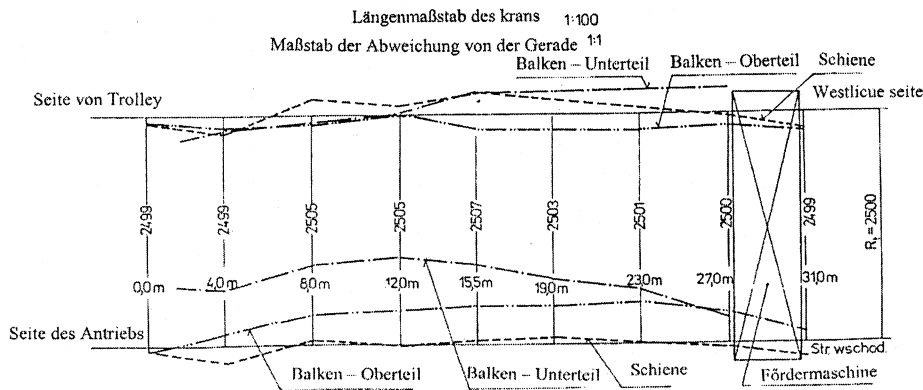 Längenmaßstab des krans 1:100
Maßstab der Abweichung von der Gerade 1:1
Balken – Unterteil
Balken – Oberteil
Schiene
Seite von Trolley
Westlicue seite
2499
2499
2505
2505
2507
2503
2501
2500
2499
Rt = 2500
0,0m
4,0m
8,0m
12,0m
15,5m
19,0m
23,0m
27,0m
31,0m
Seite des Antriebs
Str. wschod.
Balken – Oberteil
Balken – Unterteil
Schiene
Fördermaschine